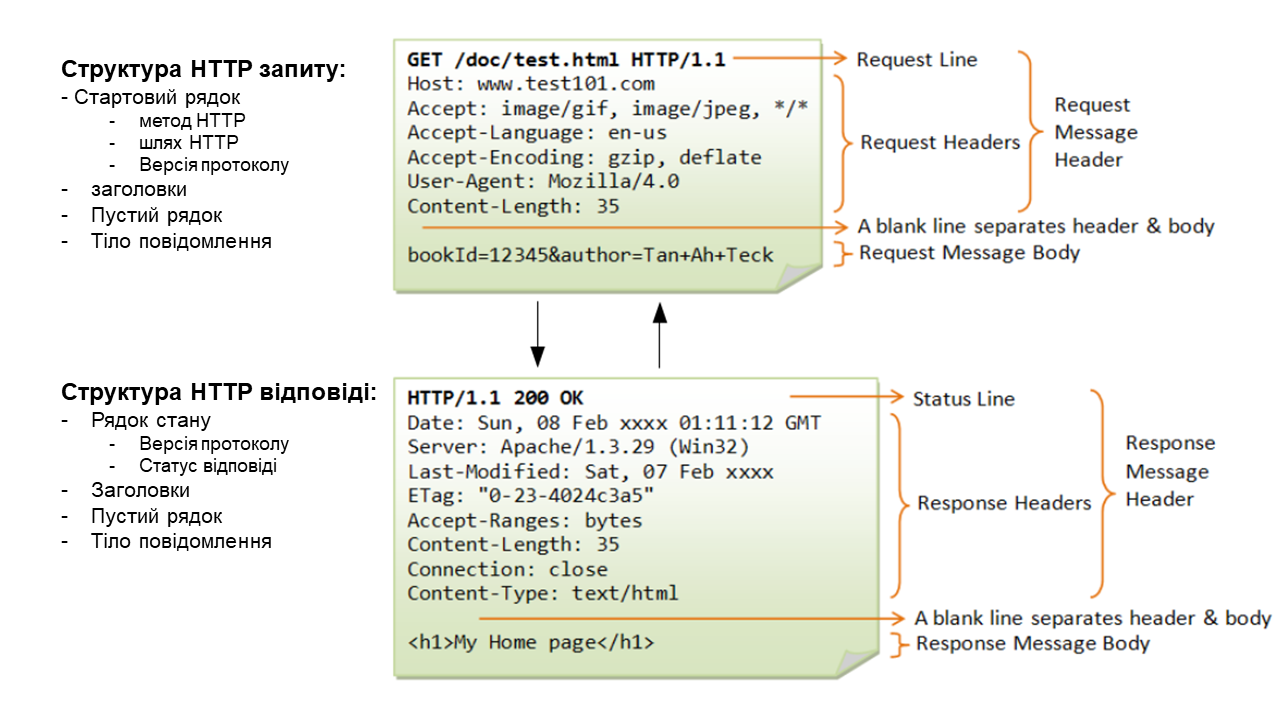 Структура HTTP запиту:
- Стартовий рядок
- метод HTTP
- шлях HTTP
- Версія протоколу
- заголовки
- Пустий рядок
- Тіло повідомлення
GET /doc/test.html HTTP/1.1
Host: www.test101.com
Accept: image/gif, image/jpeg, */*
Accept-Language: en-us
Accept-Encoding: gzip, deflate
User-Agent: Mozilla/4.0
Content-Length: 35
bookId=12345&author=Tan+Ah+Teck
Request Line
Request Headers
Request
Message
Header
A blank line separates header & body
Request Message Body
Структура HTTP відповіді:
- Рядок стану
- Версія протоколу
- Статус відповіді
- Заголовки
- Пустий рядок
- Тіло повідомлення
HTTP/1.1 200 OK
Date: Sun, 08 Feb xxxx 01:11:12 GMT
Server: Apache/1.3.29 (Win32)
Last-Modified: Sat, 07 Feb xxxx
ETag: "0-23-4024c3a5"
Accept-Ranges: bytes
Content-Length: 35
Connection: close
Content-Type: text/html
<h1>My Home page</h1>
Status Line
Response Headers
Response
Message
Header
A blank line separates header & body
Response Message Body